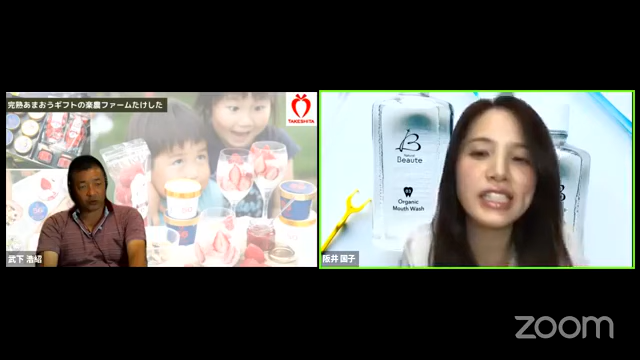 完熟あまおうギフトの楽農ファームたけした
TAKESHITA
武下 浩紹
B
Beaute
Organic
Mouth Wash
阪井 国子
zoom